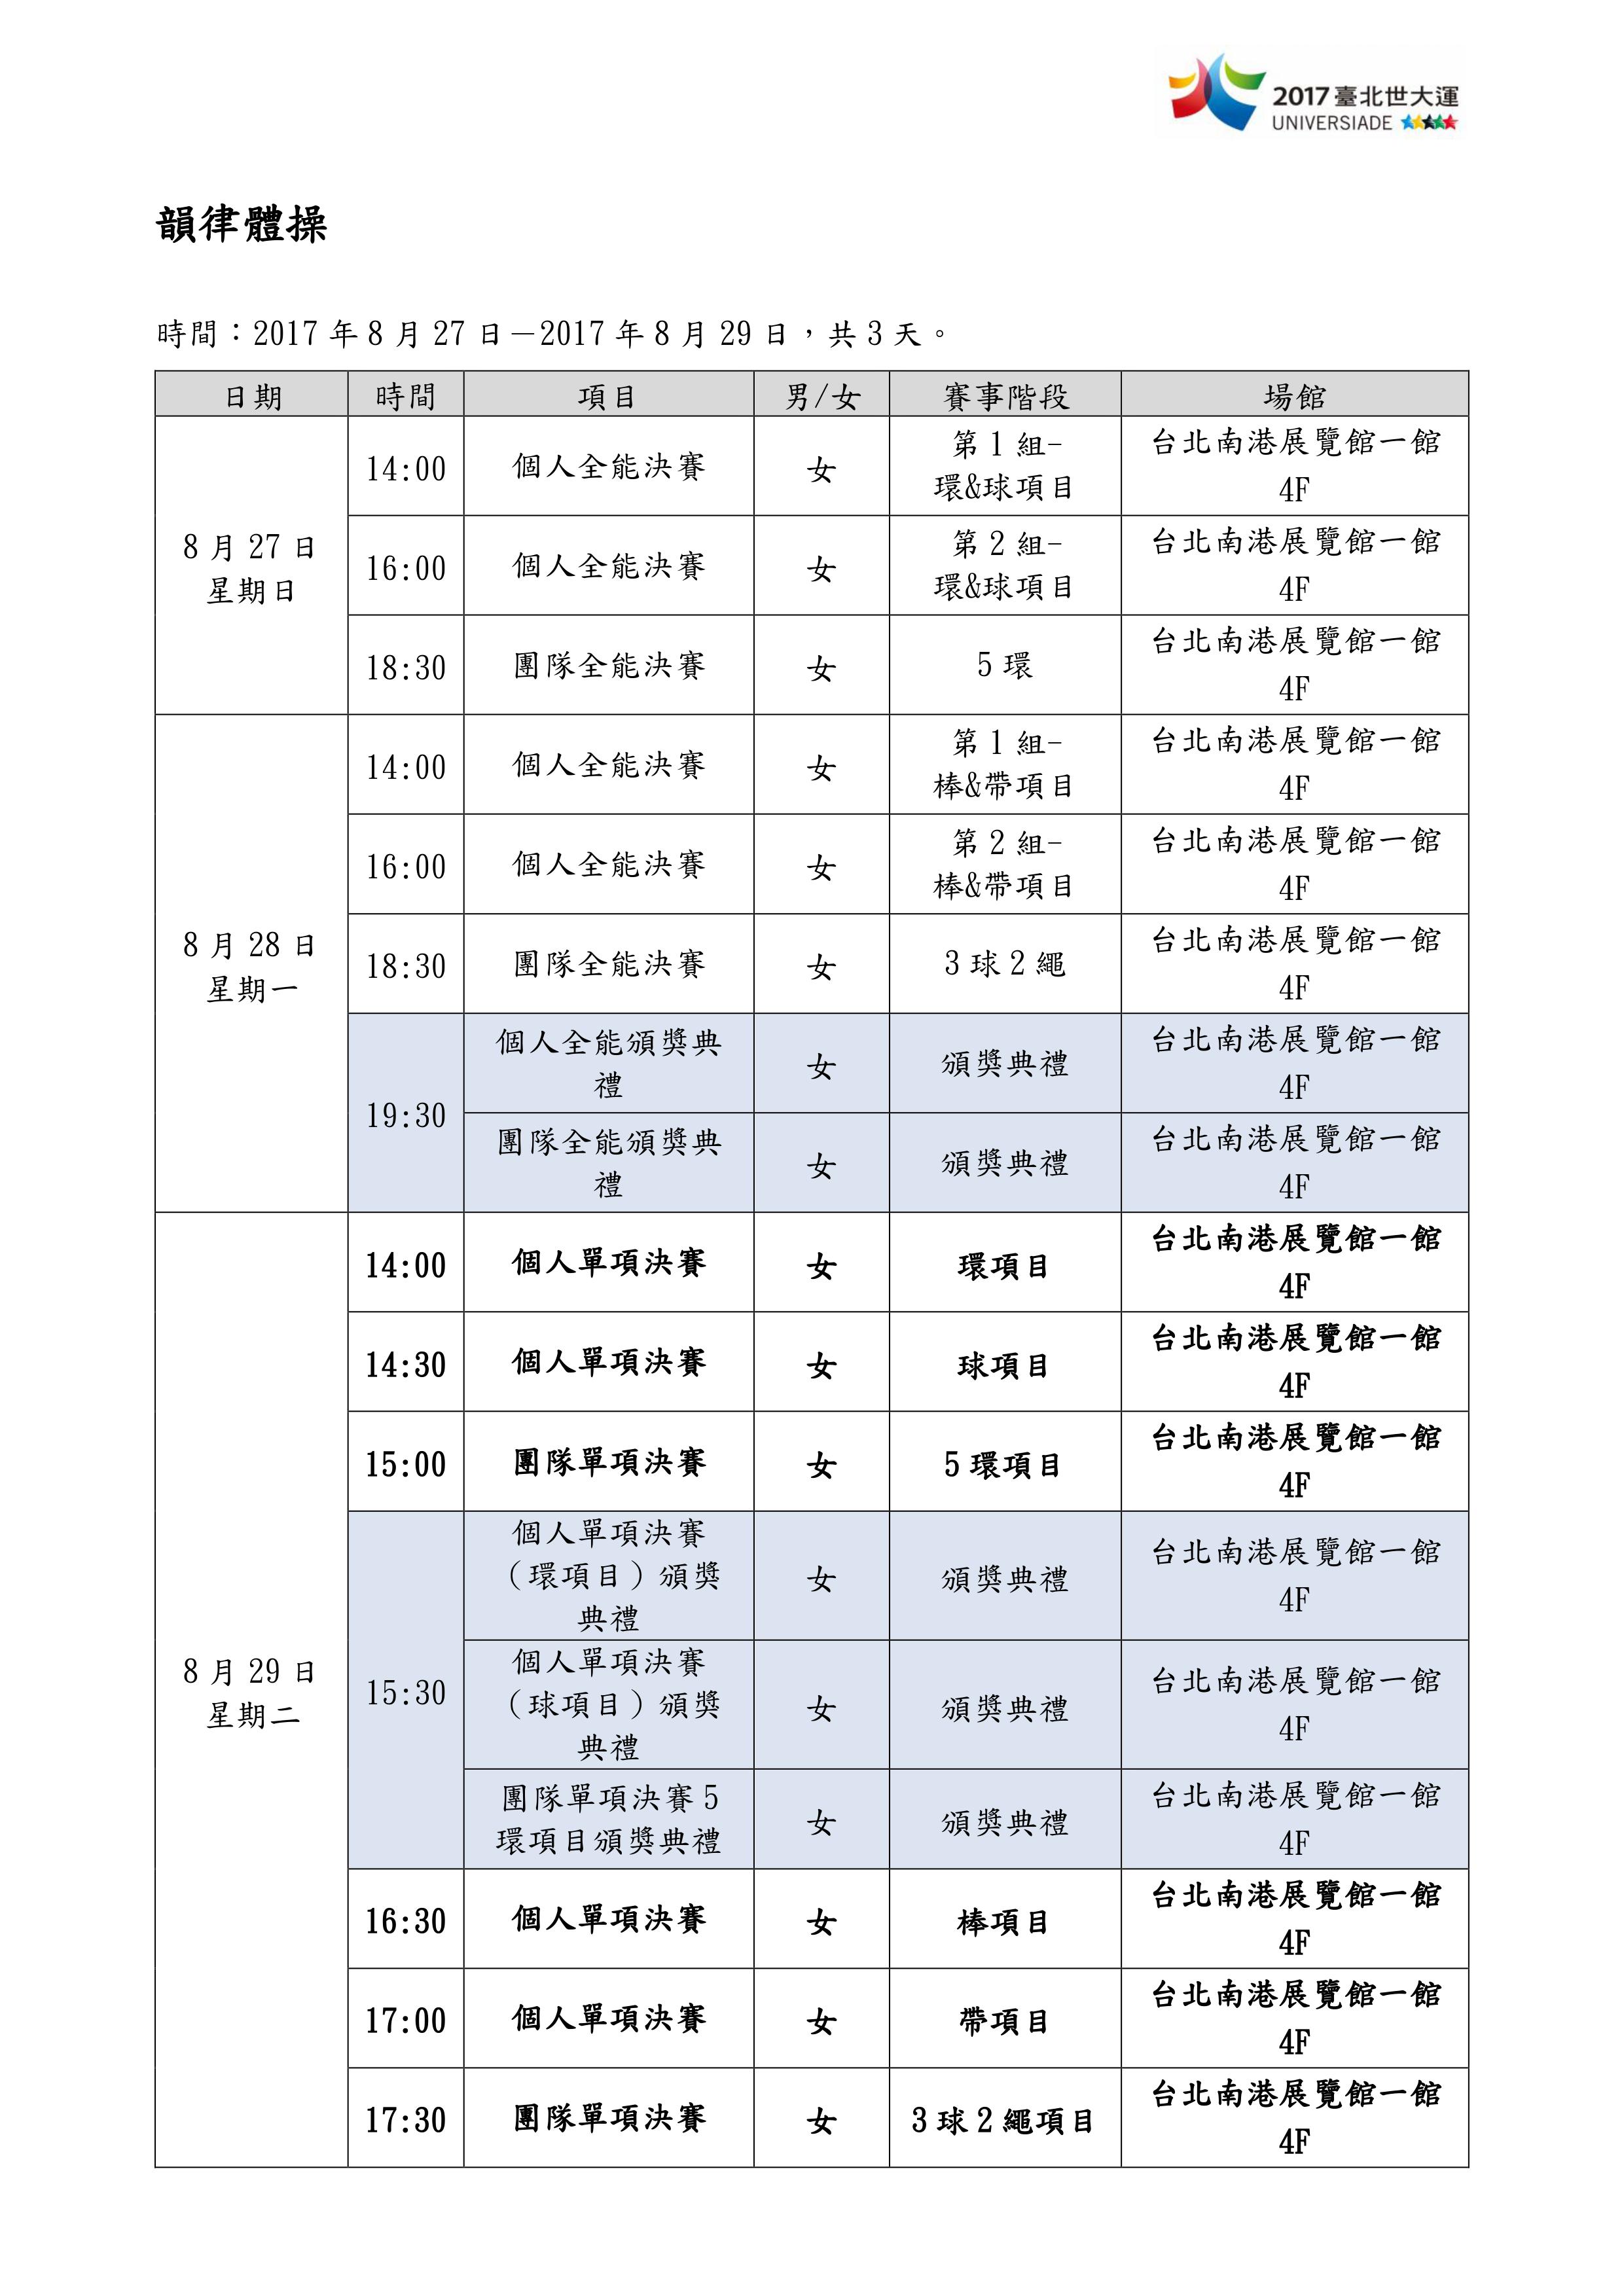 2017臺北世大運
UNIVERSIADE
韻律體操
時間：2017 年 8 月 27 日－2017 年 8 月 29 日，共 3 天。
日期 時間 項目 男/女 賽事階段 場館
8 月 27 日
星期日
14:00 個人全能決賽 女
第 1 組-
環&球項目
台北南港展覽館一館
4F
16:00 個人全能決賽 女
第 2 組-
環&球項目
台北南港展覽館一館
4F
18:30 團隊全能決賽 女 5 環
台北南港展覽館一館
4F
8 月 28 日
星期一
14:00 個人全能決賽 女
第 1 組-
棒&帶項目
台北南港展覽館一館
4F
16:00 個人全能決賽 女
第 2 組-
棒&帶項目
台北南港展覽館一館
4F
18:30 團隊全能決賽 女 3 球 2 繩
台北南港展覽館一館
4F
19:30
個人全能頒獎典
禮
女 頒獎典禮
台北南港展覽館一館
4F
團隊全能頒獎典
禮
女 頒獎典禮
台北南港展覽館一館
4F
8 月 29 日
星期二
14:00 個人單項決賽 女 環項目
台北南港展覽館一館
4F
14:30 個人單項決賽 女 球項目
台北南港展覽館一館
4F
15:00 團隊單項決賽 女 5 環項目
台北南港展覽館一館
4F
15:30
個人單項決賽
（環項目）頒獎
典禮
女 頒獎典禮
台北南港展覽館一館
4F
個人單項決賽
（球項目）頒獎
典禮
女 頒獎典禮
台北南港展覽館一館
4F
團隊單項決賽 5
環項目頒獎典禮
女 頒獎典禮
台北南港展覽館一館
4F
16:30 個人單項決賽 女 棒項目
台北南港展覽館一館
4F
17:00 個人單項決賽 女 帶項目
台北南港展覽館一館
4F
17:30 團隊單項決賽 女 3 球 2 繩項目
台北南港展覽館一館
4F